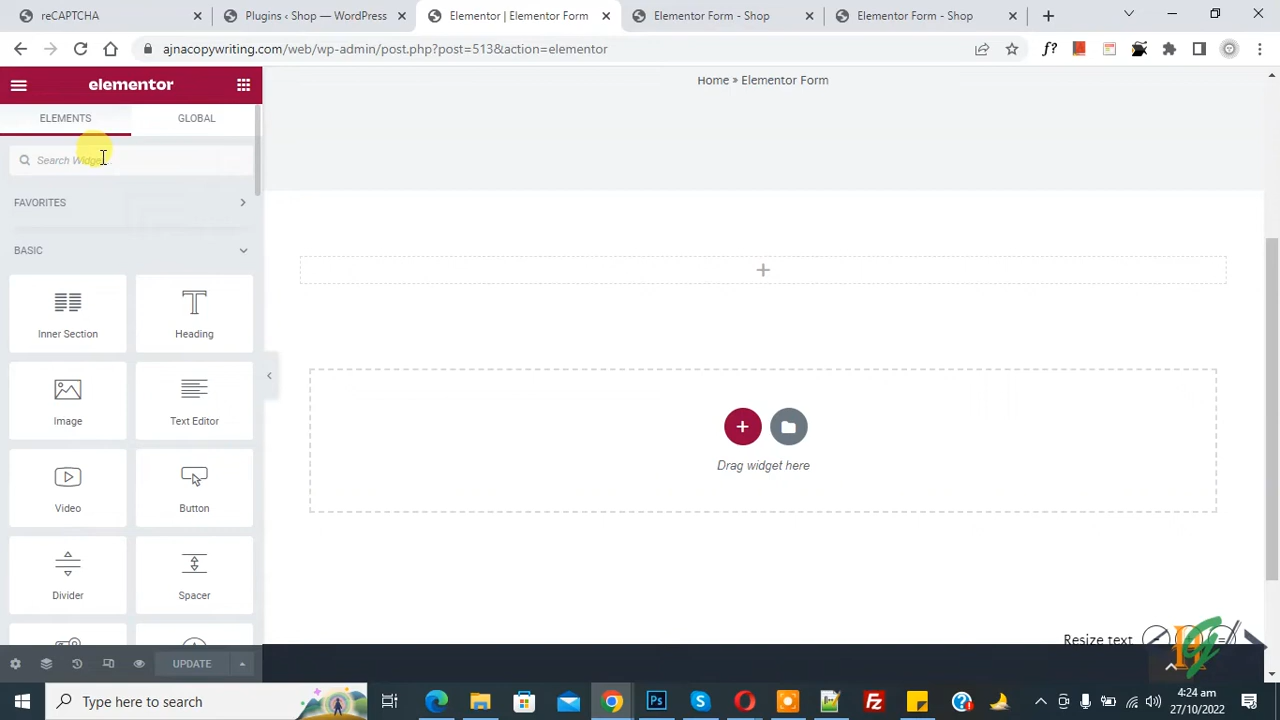 reCAPTCHA
Plugins ‹ Shop — WordPress
Elementor | Elementor Form
Elementor Form - Shop
Elementor Form - Shop
ajnacopywriting.com/web/wp-admin/post.php?post=513&action=elementor
elementor
Home » Elementor Form
ELEMENTS
GLOBAL
Search Widget...
FAVORITES
BASIC
Inner Section
Heading
Image
Text Editor
Drag widget here
Video
Button
Divider
Spacer
Resize text
UPDATE
Type here to search
4:24 am
27/10/2022